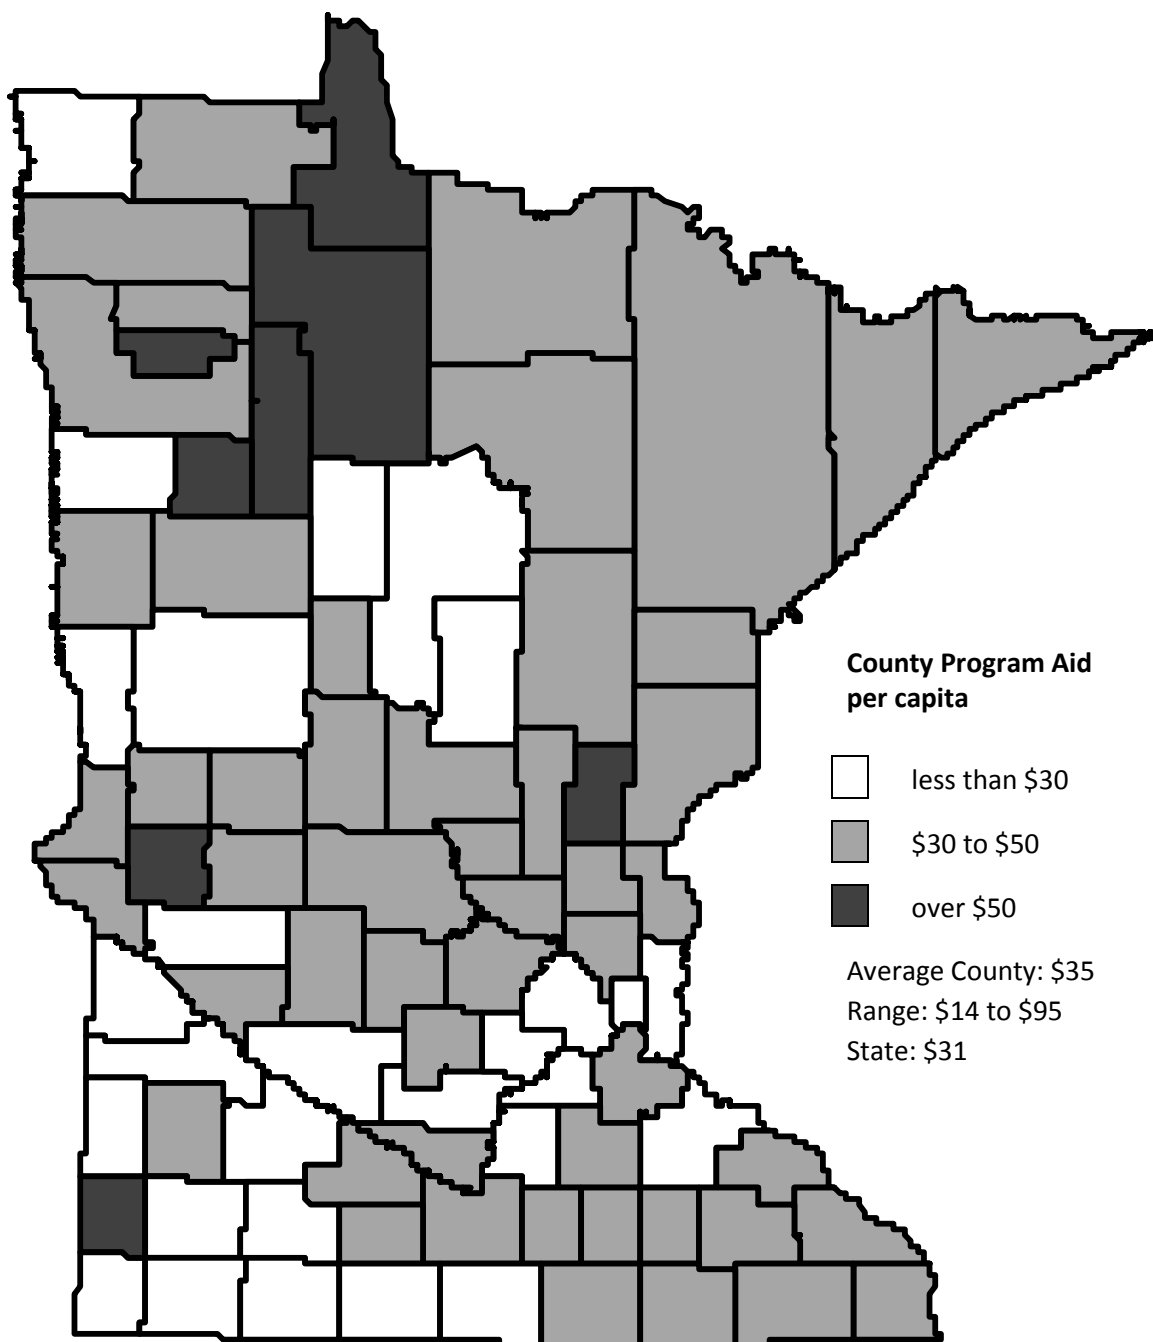 County Program Aid
per capita
less than $30
$30 to $50
over $50
Average County: $35
Range: $14 to $95
State: $31